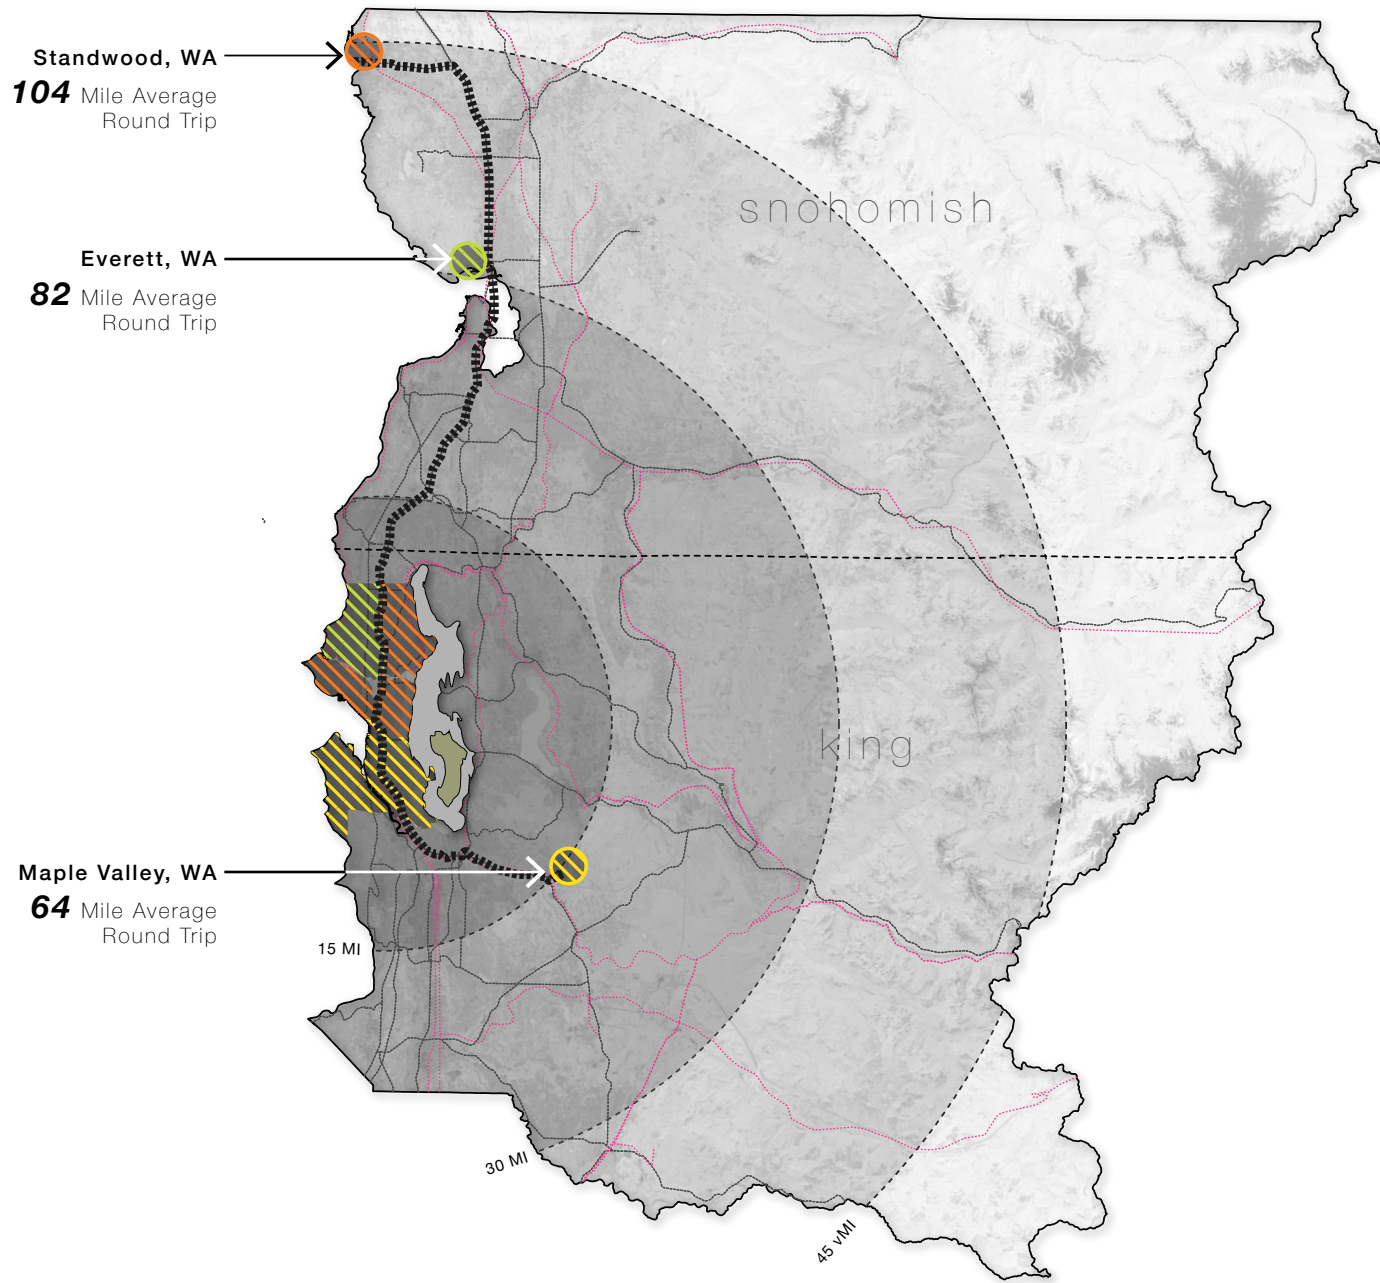 Standwood, WA
104 Mile Average
Round Trip
snohomish
Everett, WA
82 Mile Average
Round Trip
king
Maple Valley, WA
64 Mile Average
Round Trip
15 MI
30 MI
45 vMI